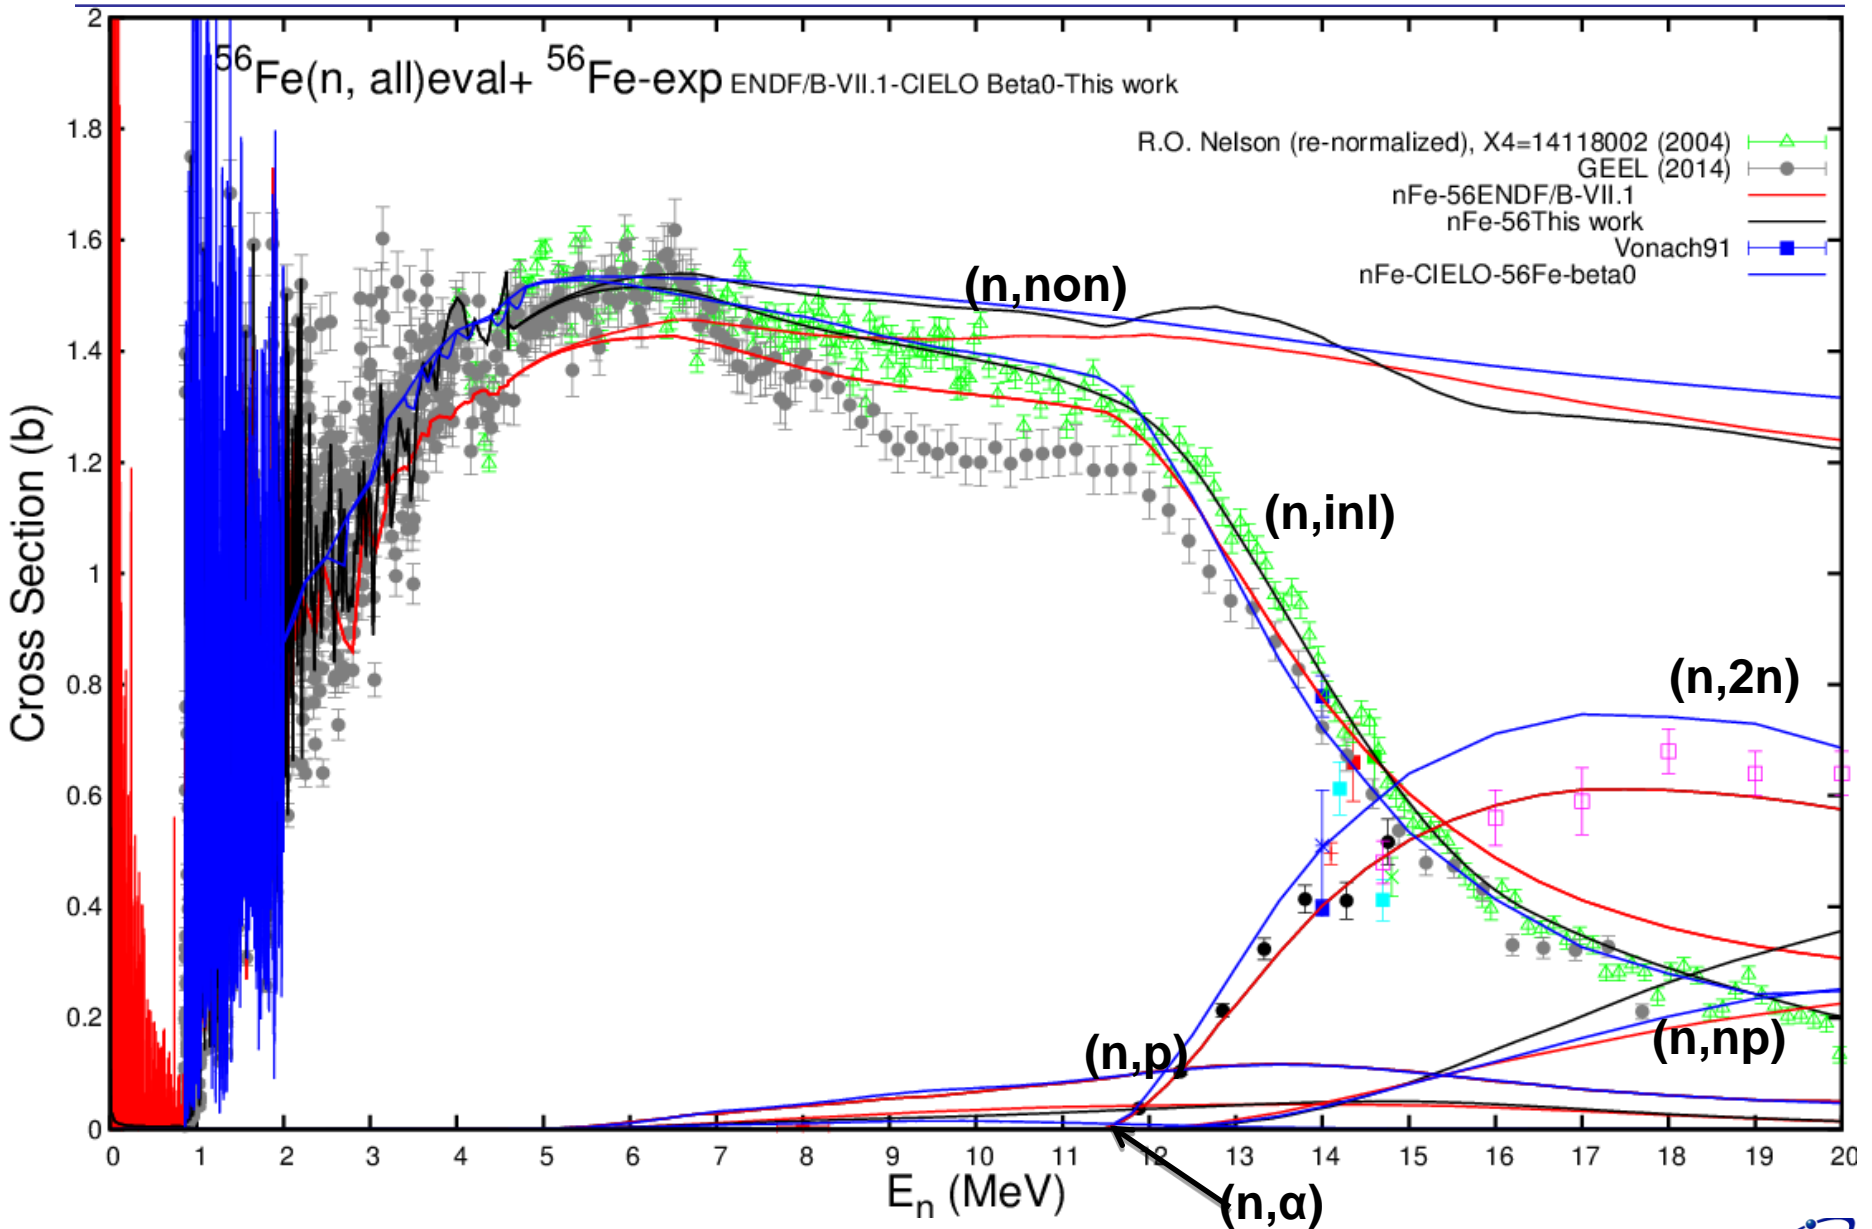 56Fe(n, all)eval+ 56Fe-exp ENDF/B-VII.1-CIELO Beta0-This work
R.O. Nelson (re-normalized), X4=14118002 (2004)
GEEL (2014)
nFe-56ENDF/B-VII.1
nFe-56This work
Vonach91
nFe-CIELO-56Fe-beta0
(n,non)
(n,inl)
(n,2n)
(n,p)
(n,np)
(n,α)
Cross Section (b)
2
1.8
1.6
1.4
1.2
1
0.8
0.6
0.4
0.2
0
0 1 2 3 4 5 6 7 8 9 10 11 12 13 14 15 16 17 18 19 20
En (MeV)